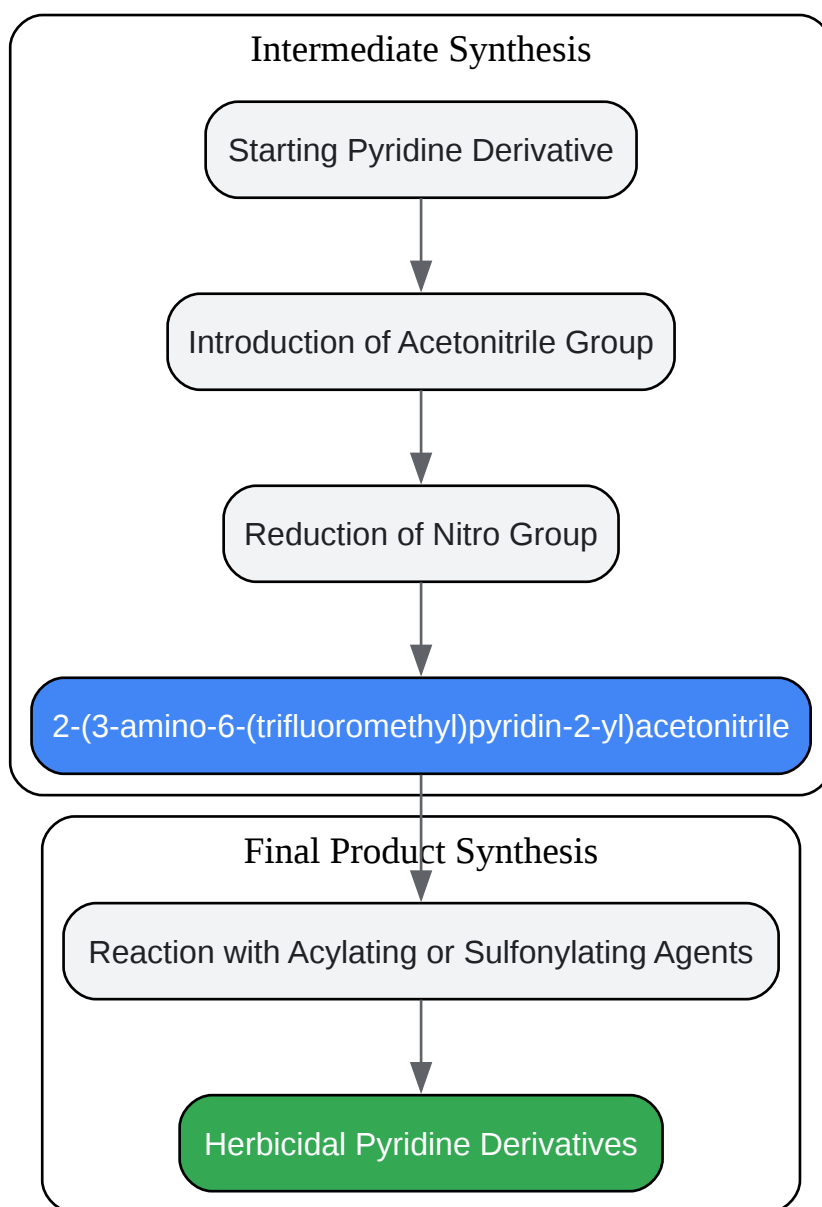 Intermediate Synthesis
Starting Pyridine Derivative
Introduction of Acetonitrile Group
Reduction of Nitro Group
2-(3-amino-6-(trifluoromethyl)pyridin-2-yl)acetonitrile
Final Product Synthesis
Reaction with Acylating or Sulfonylating Agents
Herbicidal Pyridine Derivatives